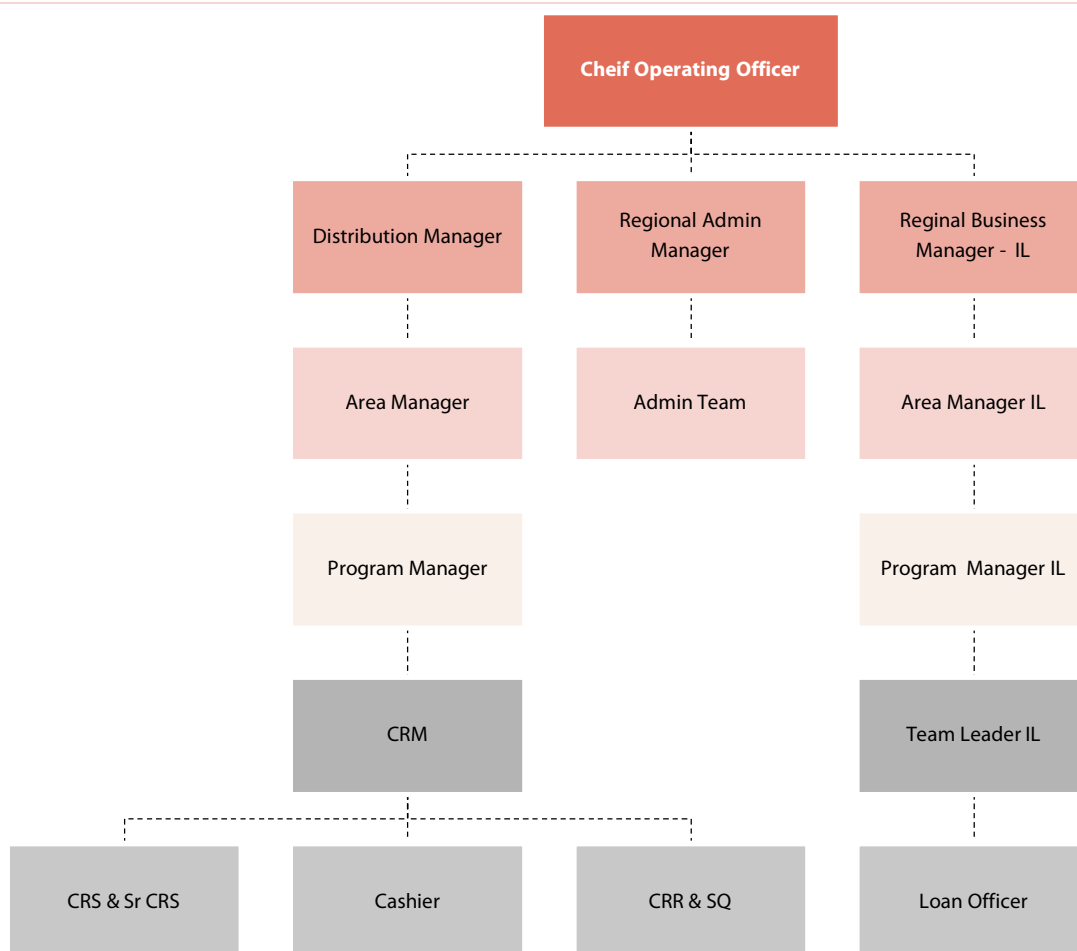 Cheif Operating Officer
Distribution Manager
Regional Admin
Manager
Reginal Business
Manager - IL
Area Manager
Admin Team
Area Manager IL
Program Manager
Program Manager IL
CRM
Team Leader IL
CRS & Sr CRS
Cashier
CRR & SQ
Loan Officer